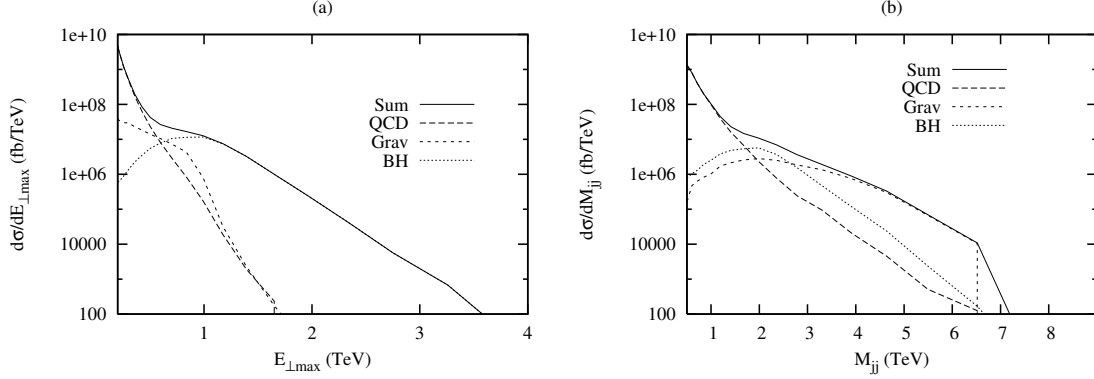 (a)
dσ/dE⊥max (fb/TeV)
1e+10
1e+08
1e+06
10000
100
Sum
QCD
Grav
BH
1 2 3 4
E⊥max (TeV)
(b)
dσ/dMjj (fb/TeV)
1e+10
1e+08
1e+06
10000
100
Sum
QCD
Grav
BH
1 2 3 4 5 6 7 8
Mjj (TeV)